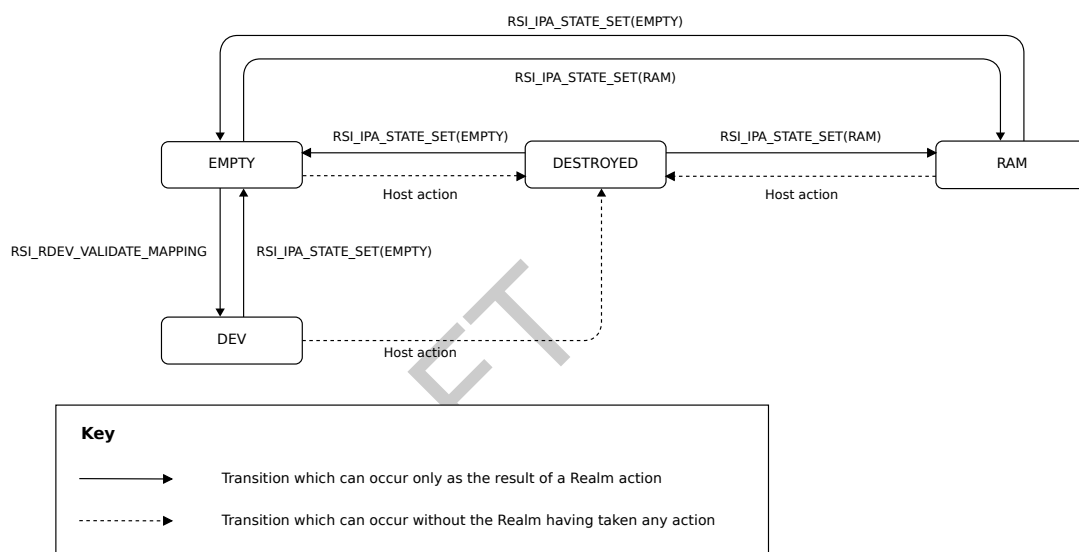 RSI_IPA_STATE_SET(EMPTY)
RSI_IPA_STATE_SET(RAM)
RSI_IPA_STATE_SET(EMPTY)
RSI_IPA_STATE_SET(RAM)
EMPTY
DESTROYED
RAM
Host action
Host action
RSI_RDEV_VALIDATE_MAPPING
RSI_IPA_STATE_SET(EMPTY)
DEV
Host action
Key
Transition which can occur only as the result of a Realm action
Transition which can occur without the Realm having taken any action